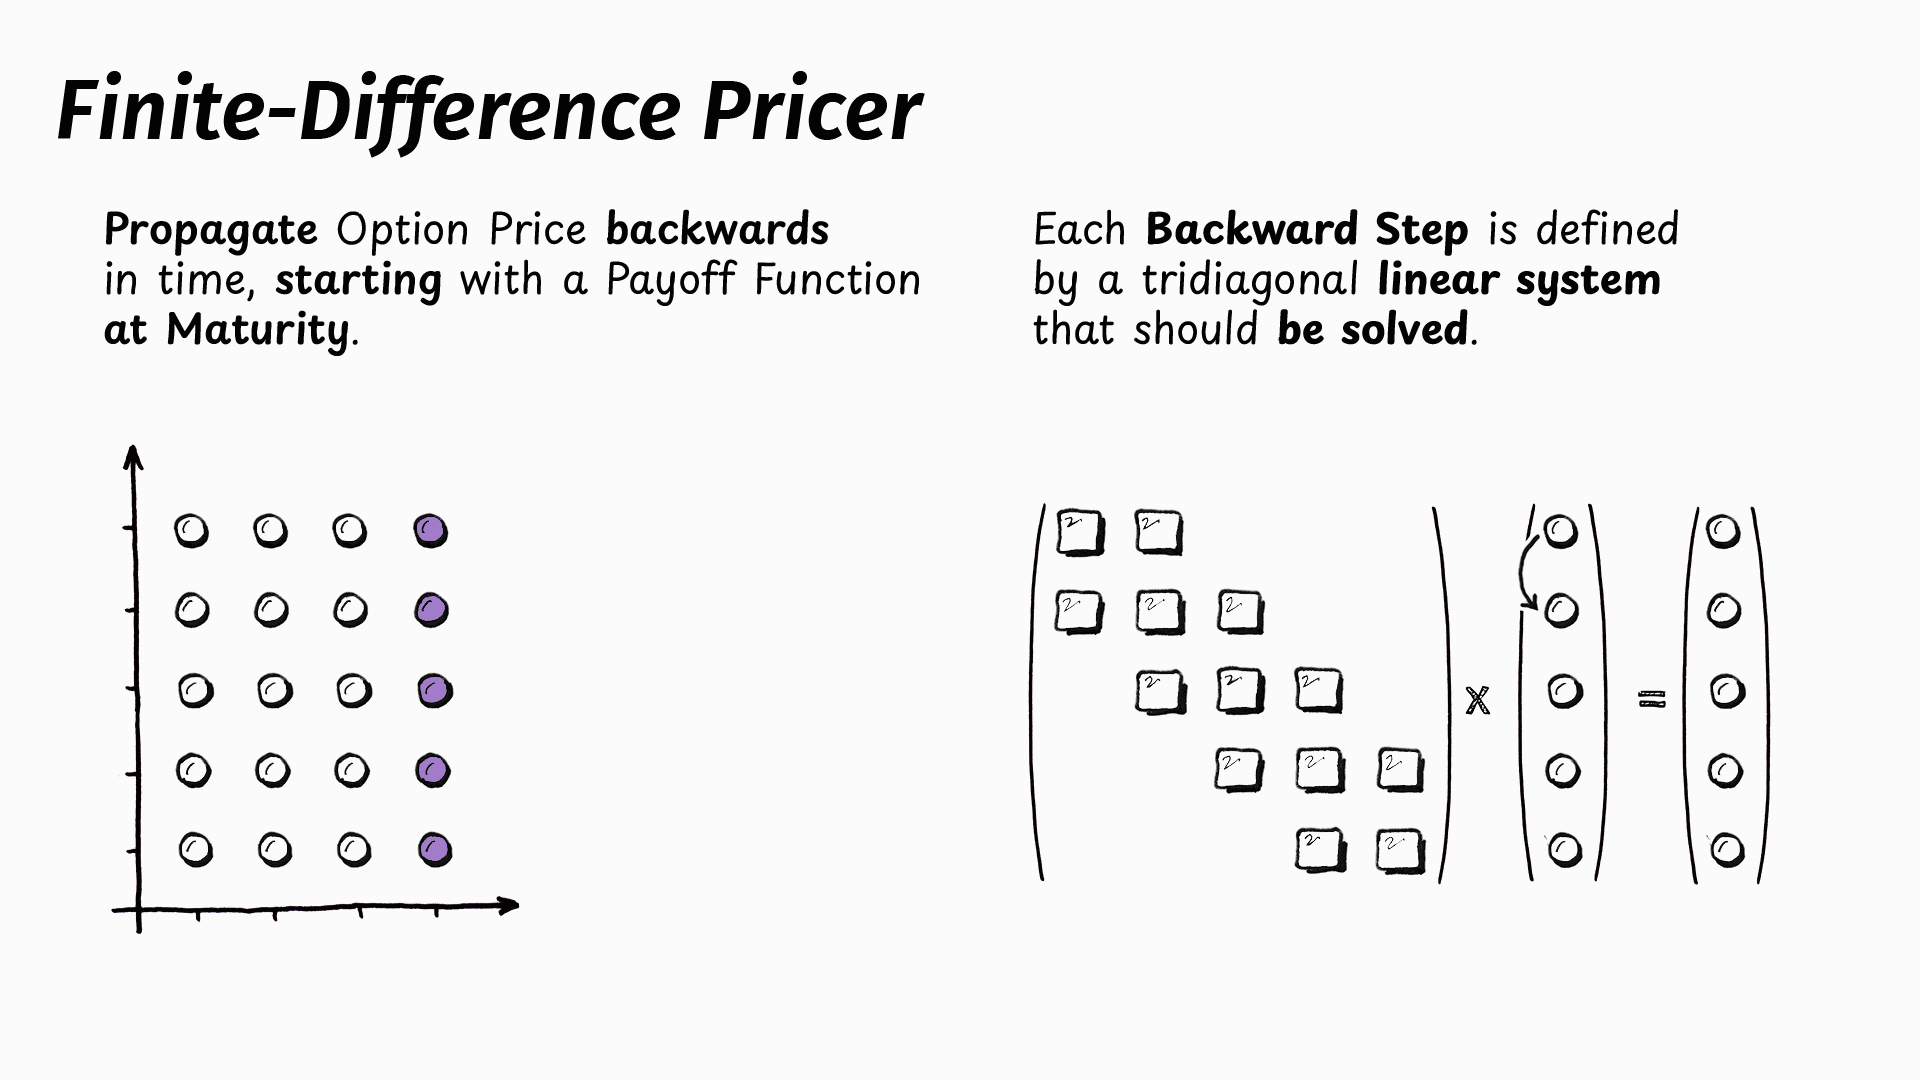 Finite-Difference Pricer
Propagate Option Price backwards
in time, starting with a Payoff Function
at Maturity.
Each Backward Step is defined
by a tridiagonal linear system
that should be solved.
x =